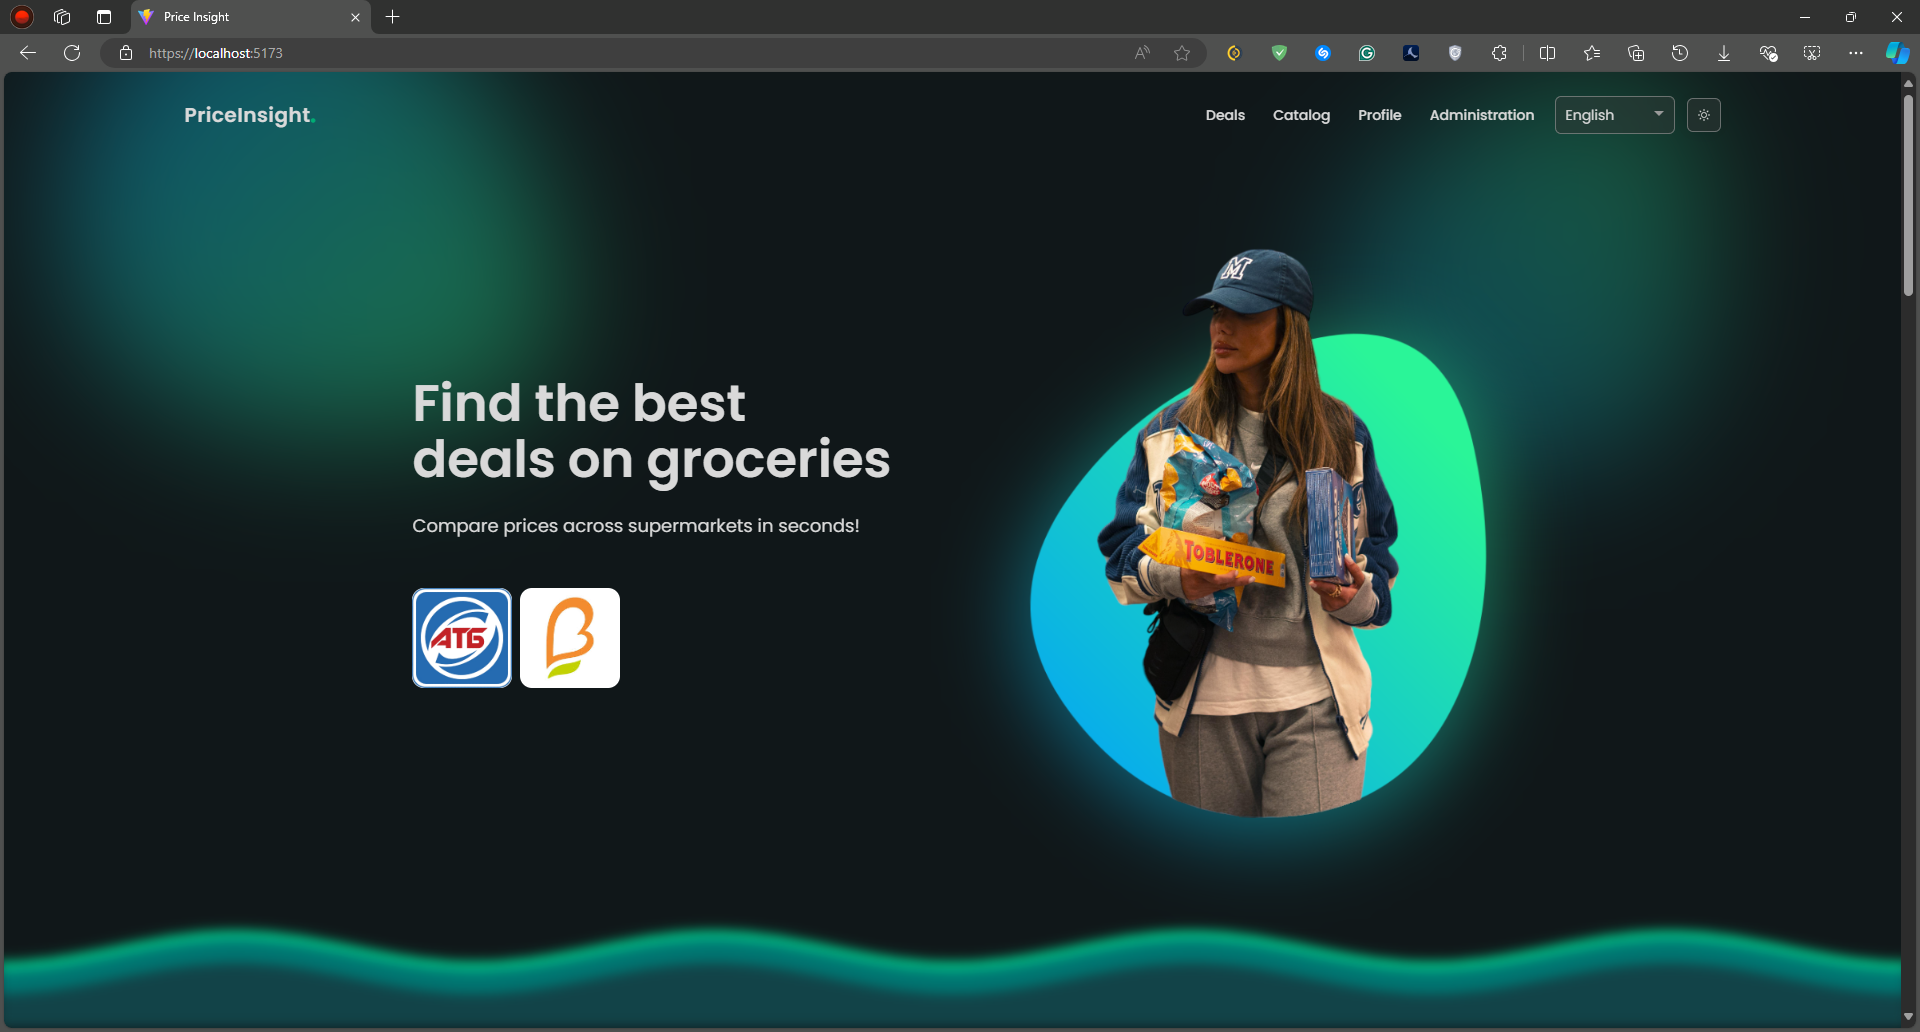 Price Insight
https://localhost:5173
PriceInsight.
Deals
Catalog
Profile
Administration
English
M
Find the best
deals on groceries
Compare prices across supermarkets in seconds!
TOBLERONE
АТБ